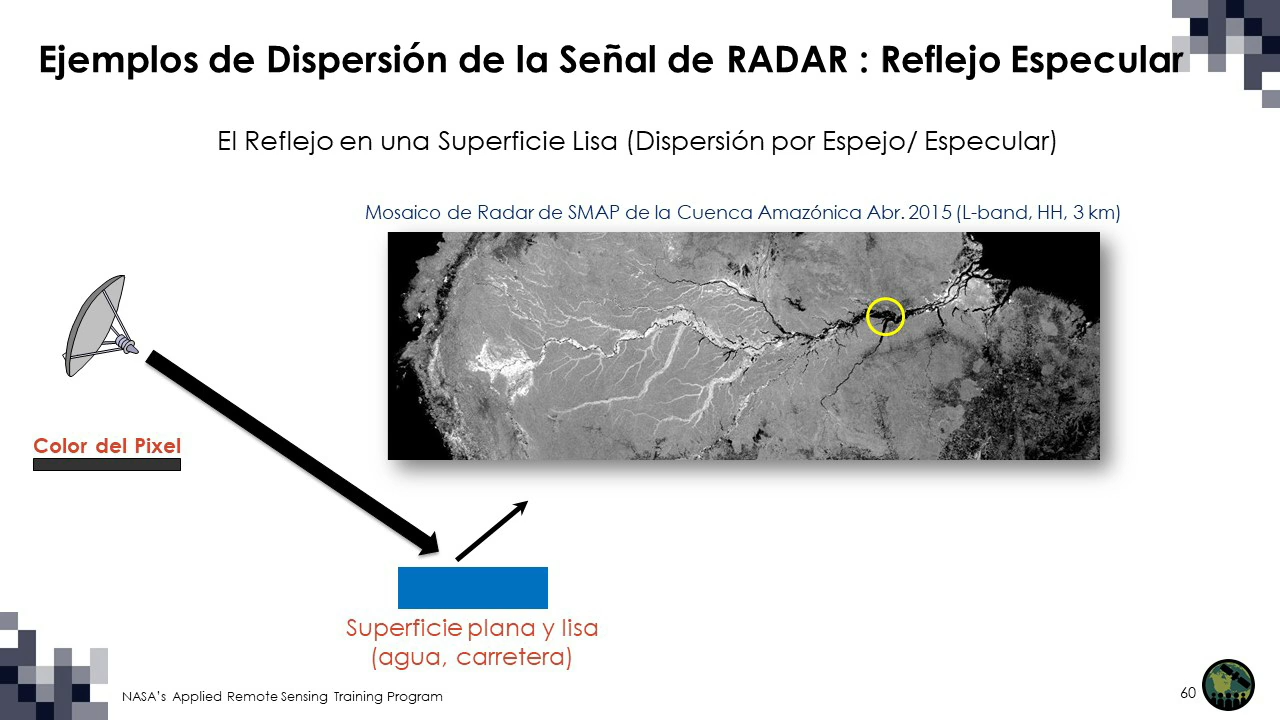 Ejemplos de Dispersión de la Señal de RADAR : Reflejo Especular
El Reflejo en una Superficie Lisa (Dispersión por Espejo/ Especular)
Mosaico de Radar de SMAP de la Cuenca Amazónica Abr. 2015 (L-band, HH, 3 km)
Color del Pixel
Superficie plana y lisa
(agua, carretera)
NASA's Applied Remote Sensing Training Program
60